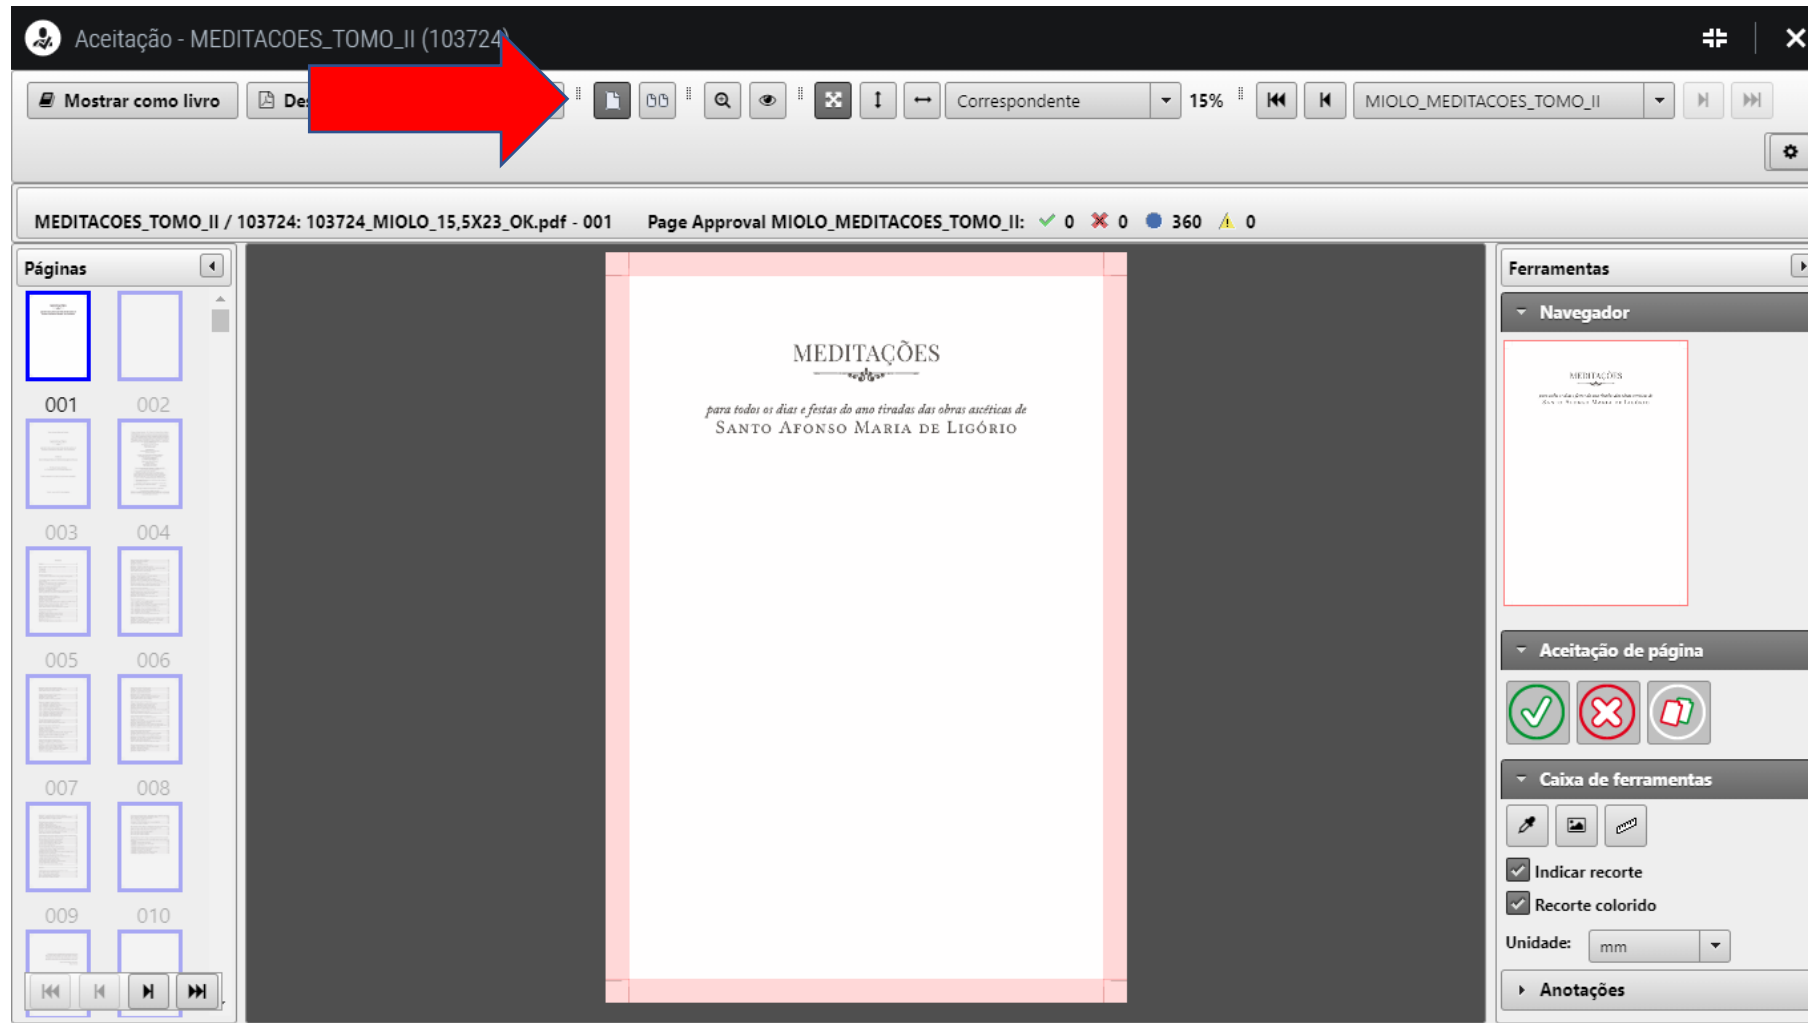 Aceitação - MEDITACOES_TOMO_II (103724)
Mostrar como livro
Correspondente
15%
MIOLO_MEDITACOES_TOMO_II
MEDITACOES_TOMO_II / 103724: 103724_MIOLO_15,5X23_OK.pdf - 001
Page Approval MIOLO_MEDITACOES_TOMO_II: 0 0 360 0
Páginas
001 002
003 004
005 006
007 008
009 010
MEDITAÇÕES
para todos os dias e festas do ano tiradas das obras ascéticas de
SANTO AFONSO MARIA DE LIGÓRIO
Ferramentas
Navegador
MEDITAÇÕES
Aceitação de página
Caixa de ferramentas
Indicar recorte
Recorte colorido
Unidade: mm
Anotações